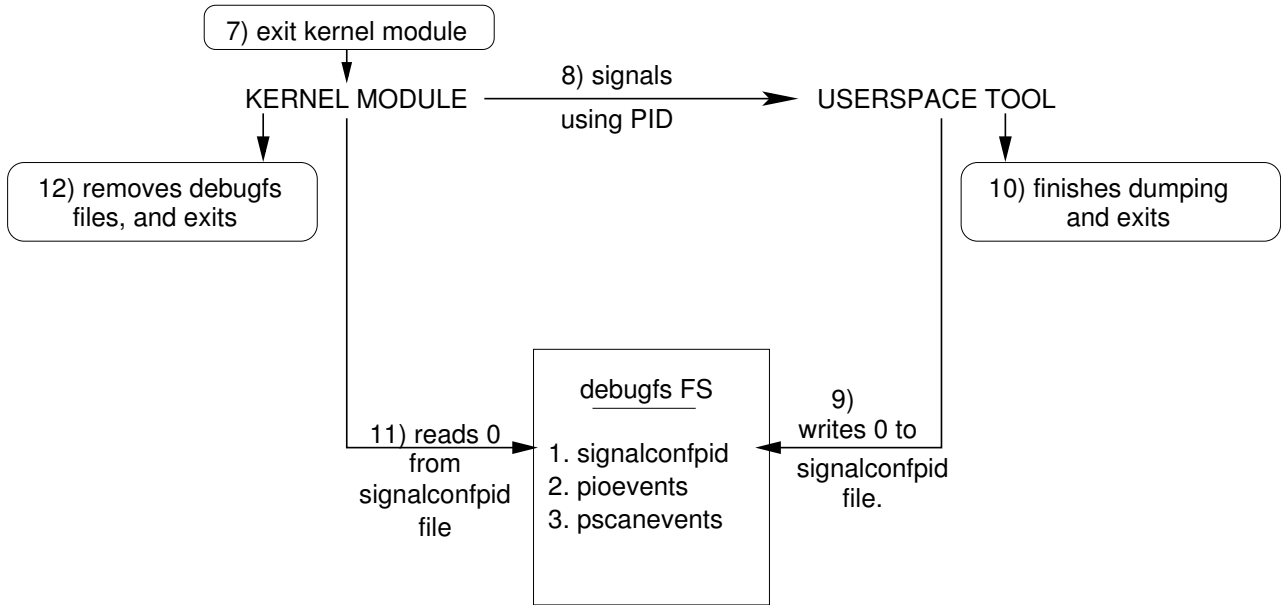 7) exit kernel module
8) signals
KERNEL MODULE
USERSPACE TOOL
using PID
12) removes debugfs
files, and exits
10) finishes dumping
and exits
debugfs FS
9)
writes 0 to
signalconfpid
file.
11) reads 0
from
signalconfpid
file
1. signalconfpid
2. pioevents
3. pscanevents